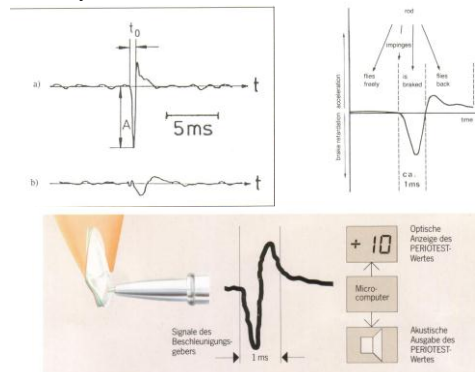 t₀
a)
t
A
5ms
b)
t
rod
impinges
flies
freely
is
braked
flies
back
acceleration
brake retardation
time
ca.
1ms
Signale des
Beschleunigungs-
gebers
1 ms
+10
Optische
Anzeige des
PERIOTEST-
Wertes
Micro-
computer
Akustische
Ausgabe des
PERIOTEST-
Wertes